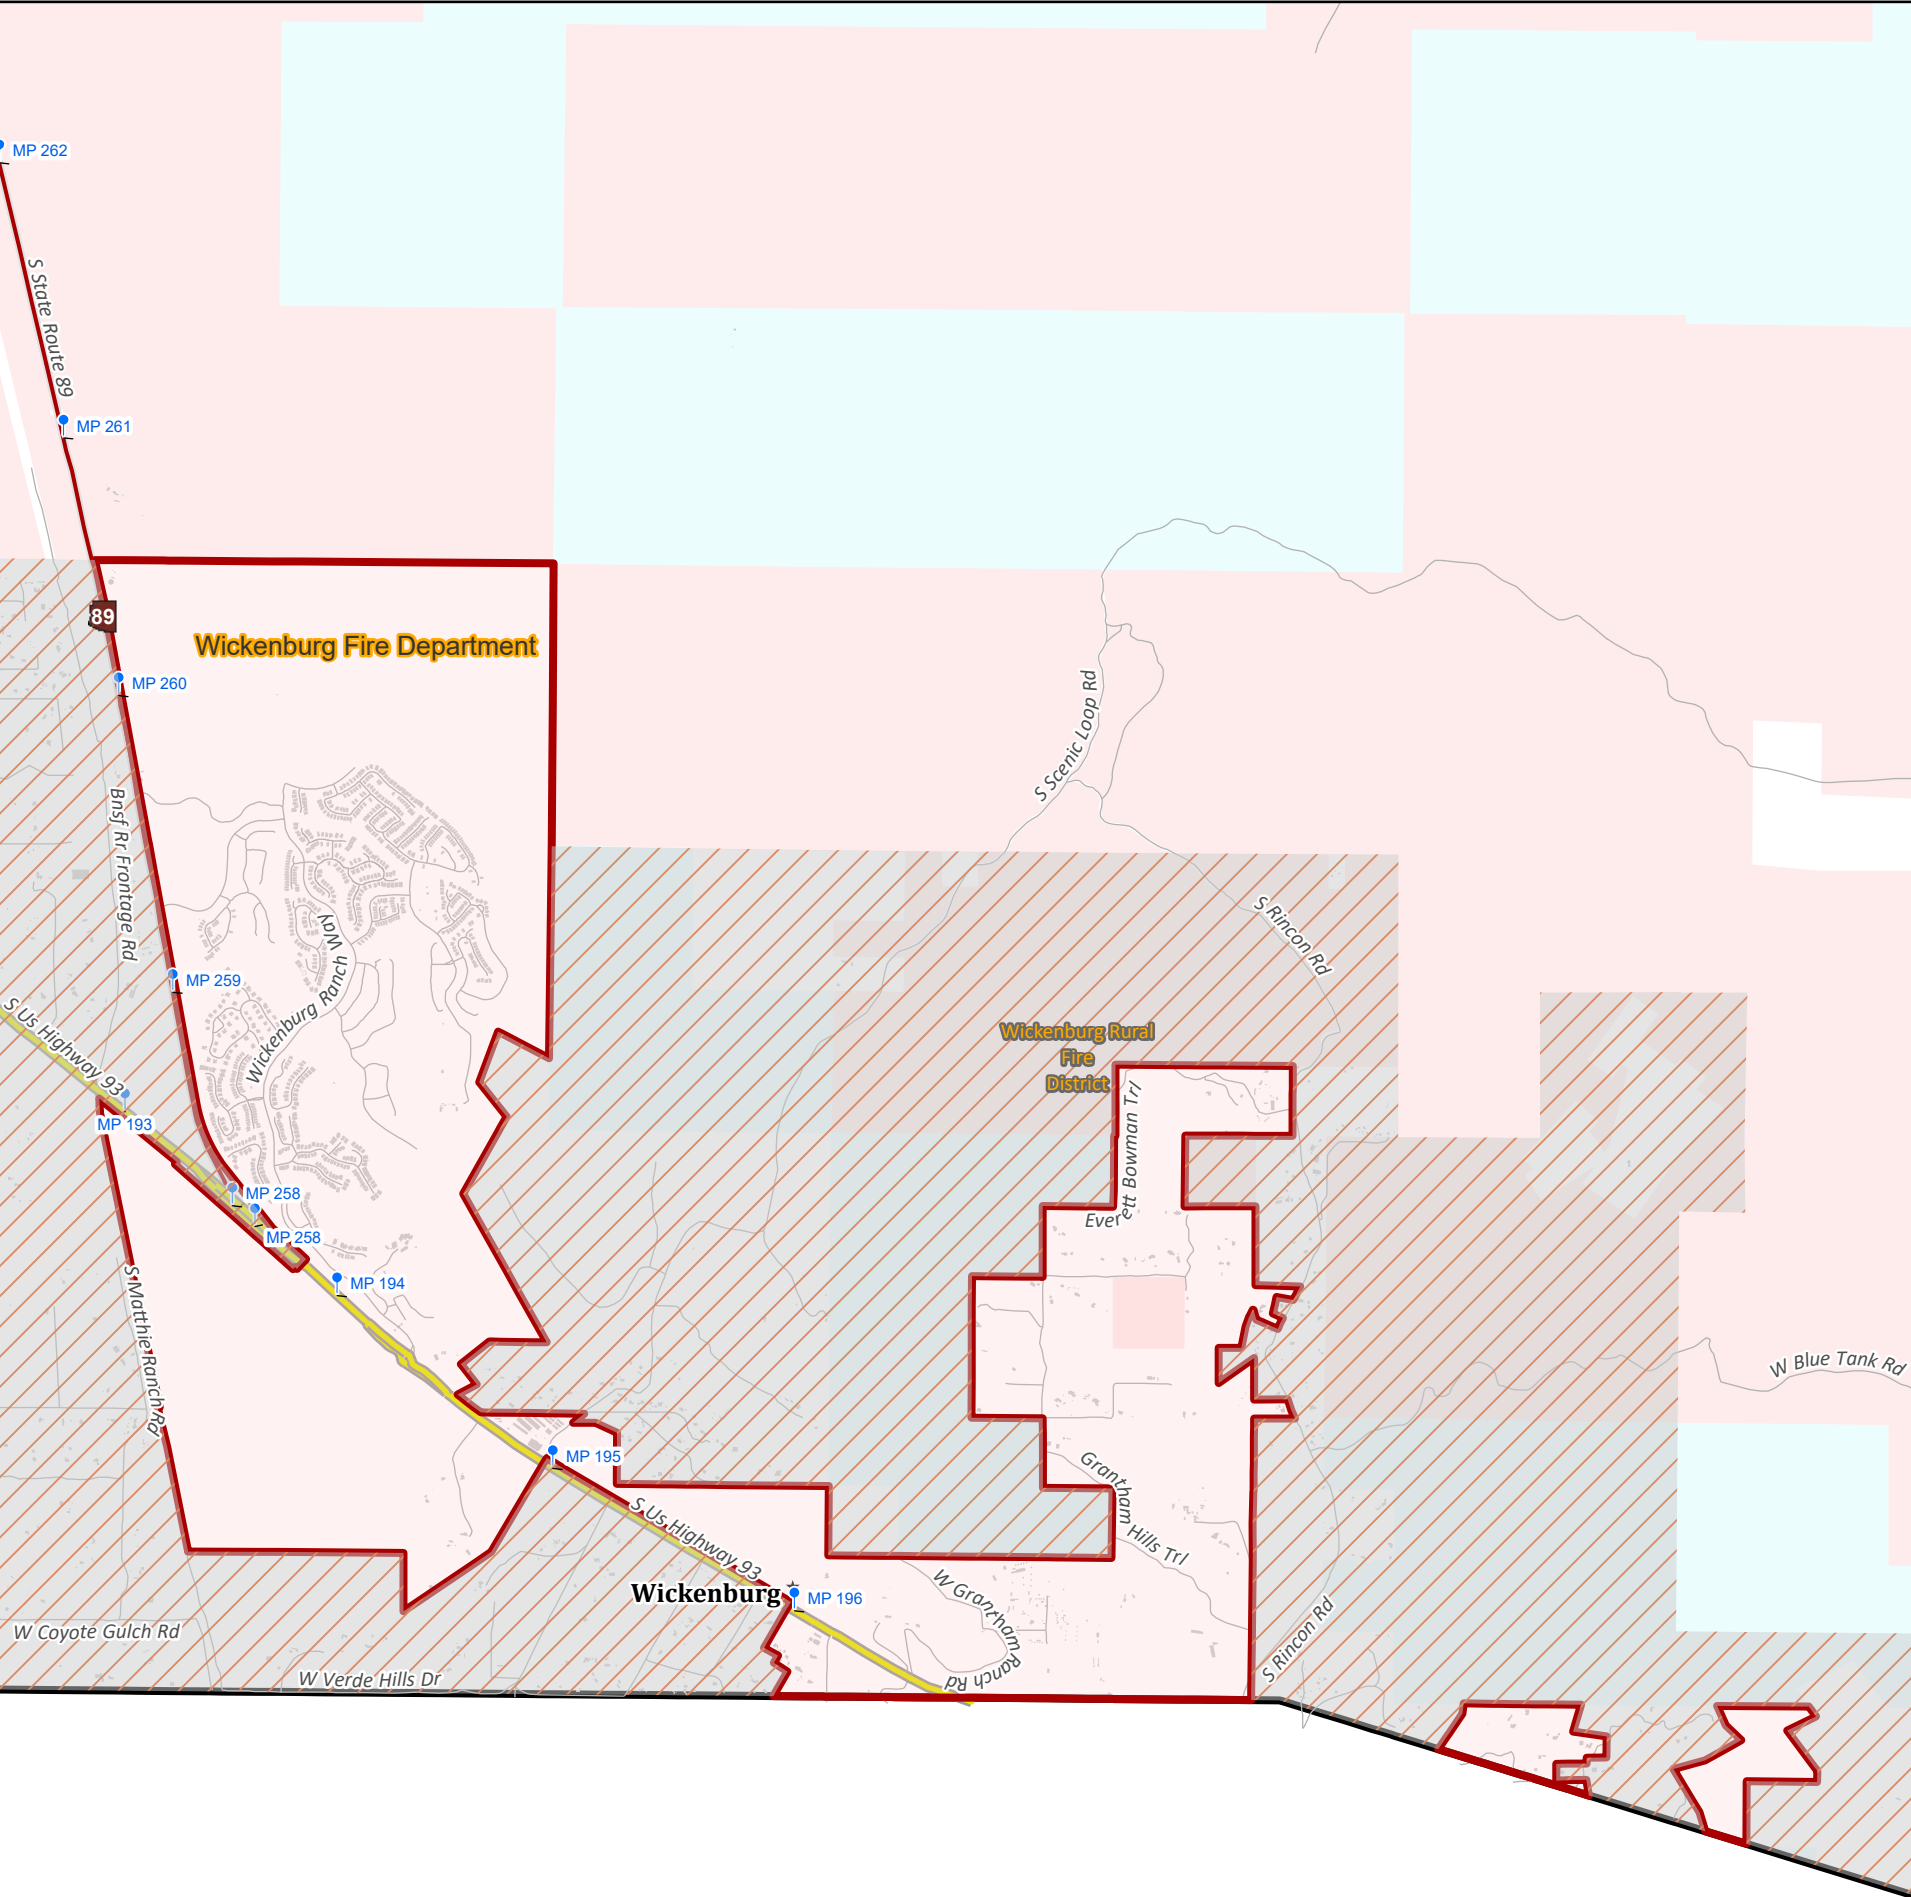 MP 262
S State Route 89
MP 261
89
Wickenburg Fire Department
MP 260
S Scenic Loop Rd
Bnsf Rr Frontage Rd
S Rincon Rd
Wickenburg Ranch Way
MP 259
S Us Highway 93
Wickenburg Rural
Fire
District
MP 193
Everett Bowman Trl
MP 258
MP 258
MP 194
S Matthie Ranch Rd
W Blue Tank Rd
MP 195
Grantham Hills Trl
S Us Highway 93
Wickenburg
MP 196
W Grantham Ranch Rd
W Coyote Gulch Rd
S Rincon Rd
W Verde Hills Dr